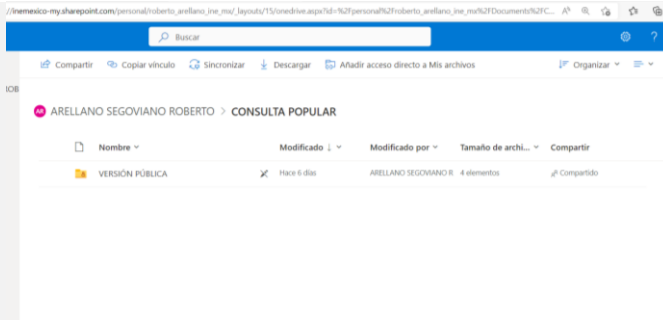 //inemexico-my.sharepoint.com/personal/roberto_arellano_ine_mx/_layouts/15/onedrive.aspx?id=%2Fpersonal%2Froberto_arellano_ine_mx%2FDocuments%2FC...
Buscar
?
Compartir Copiar vínculo Sincronizar Descargar Añadir acceso directo a Mis archivos Organizar
ROB
AR ARELLANO SEGOVIANO ROBERTO > CONSULTA POPULAR
Nombre Modificado ↓ Modificado por Tamaño de archi... Compartir
VERSIÓN PÚBLICA Hace 6 días ARELLANO SEGOVIANO R 4 elementos Compartido